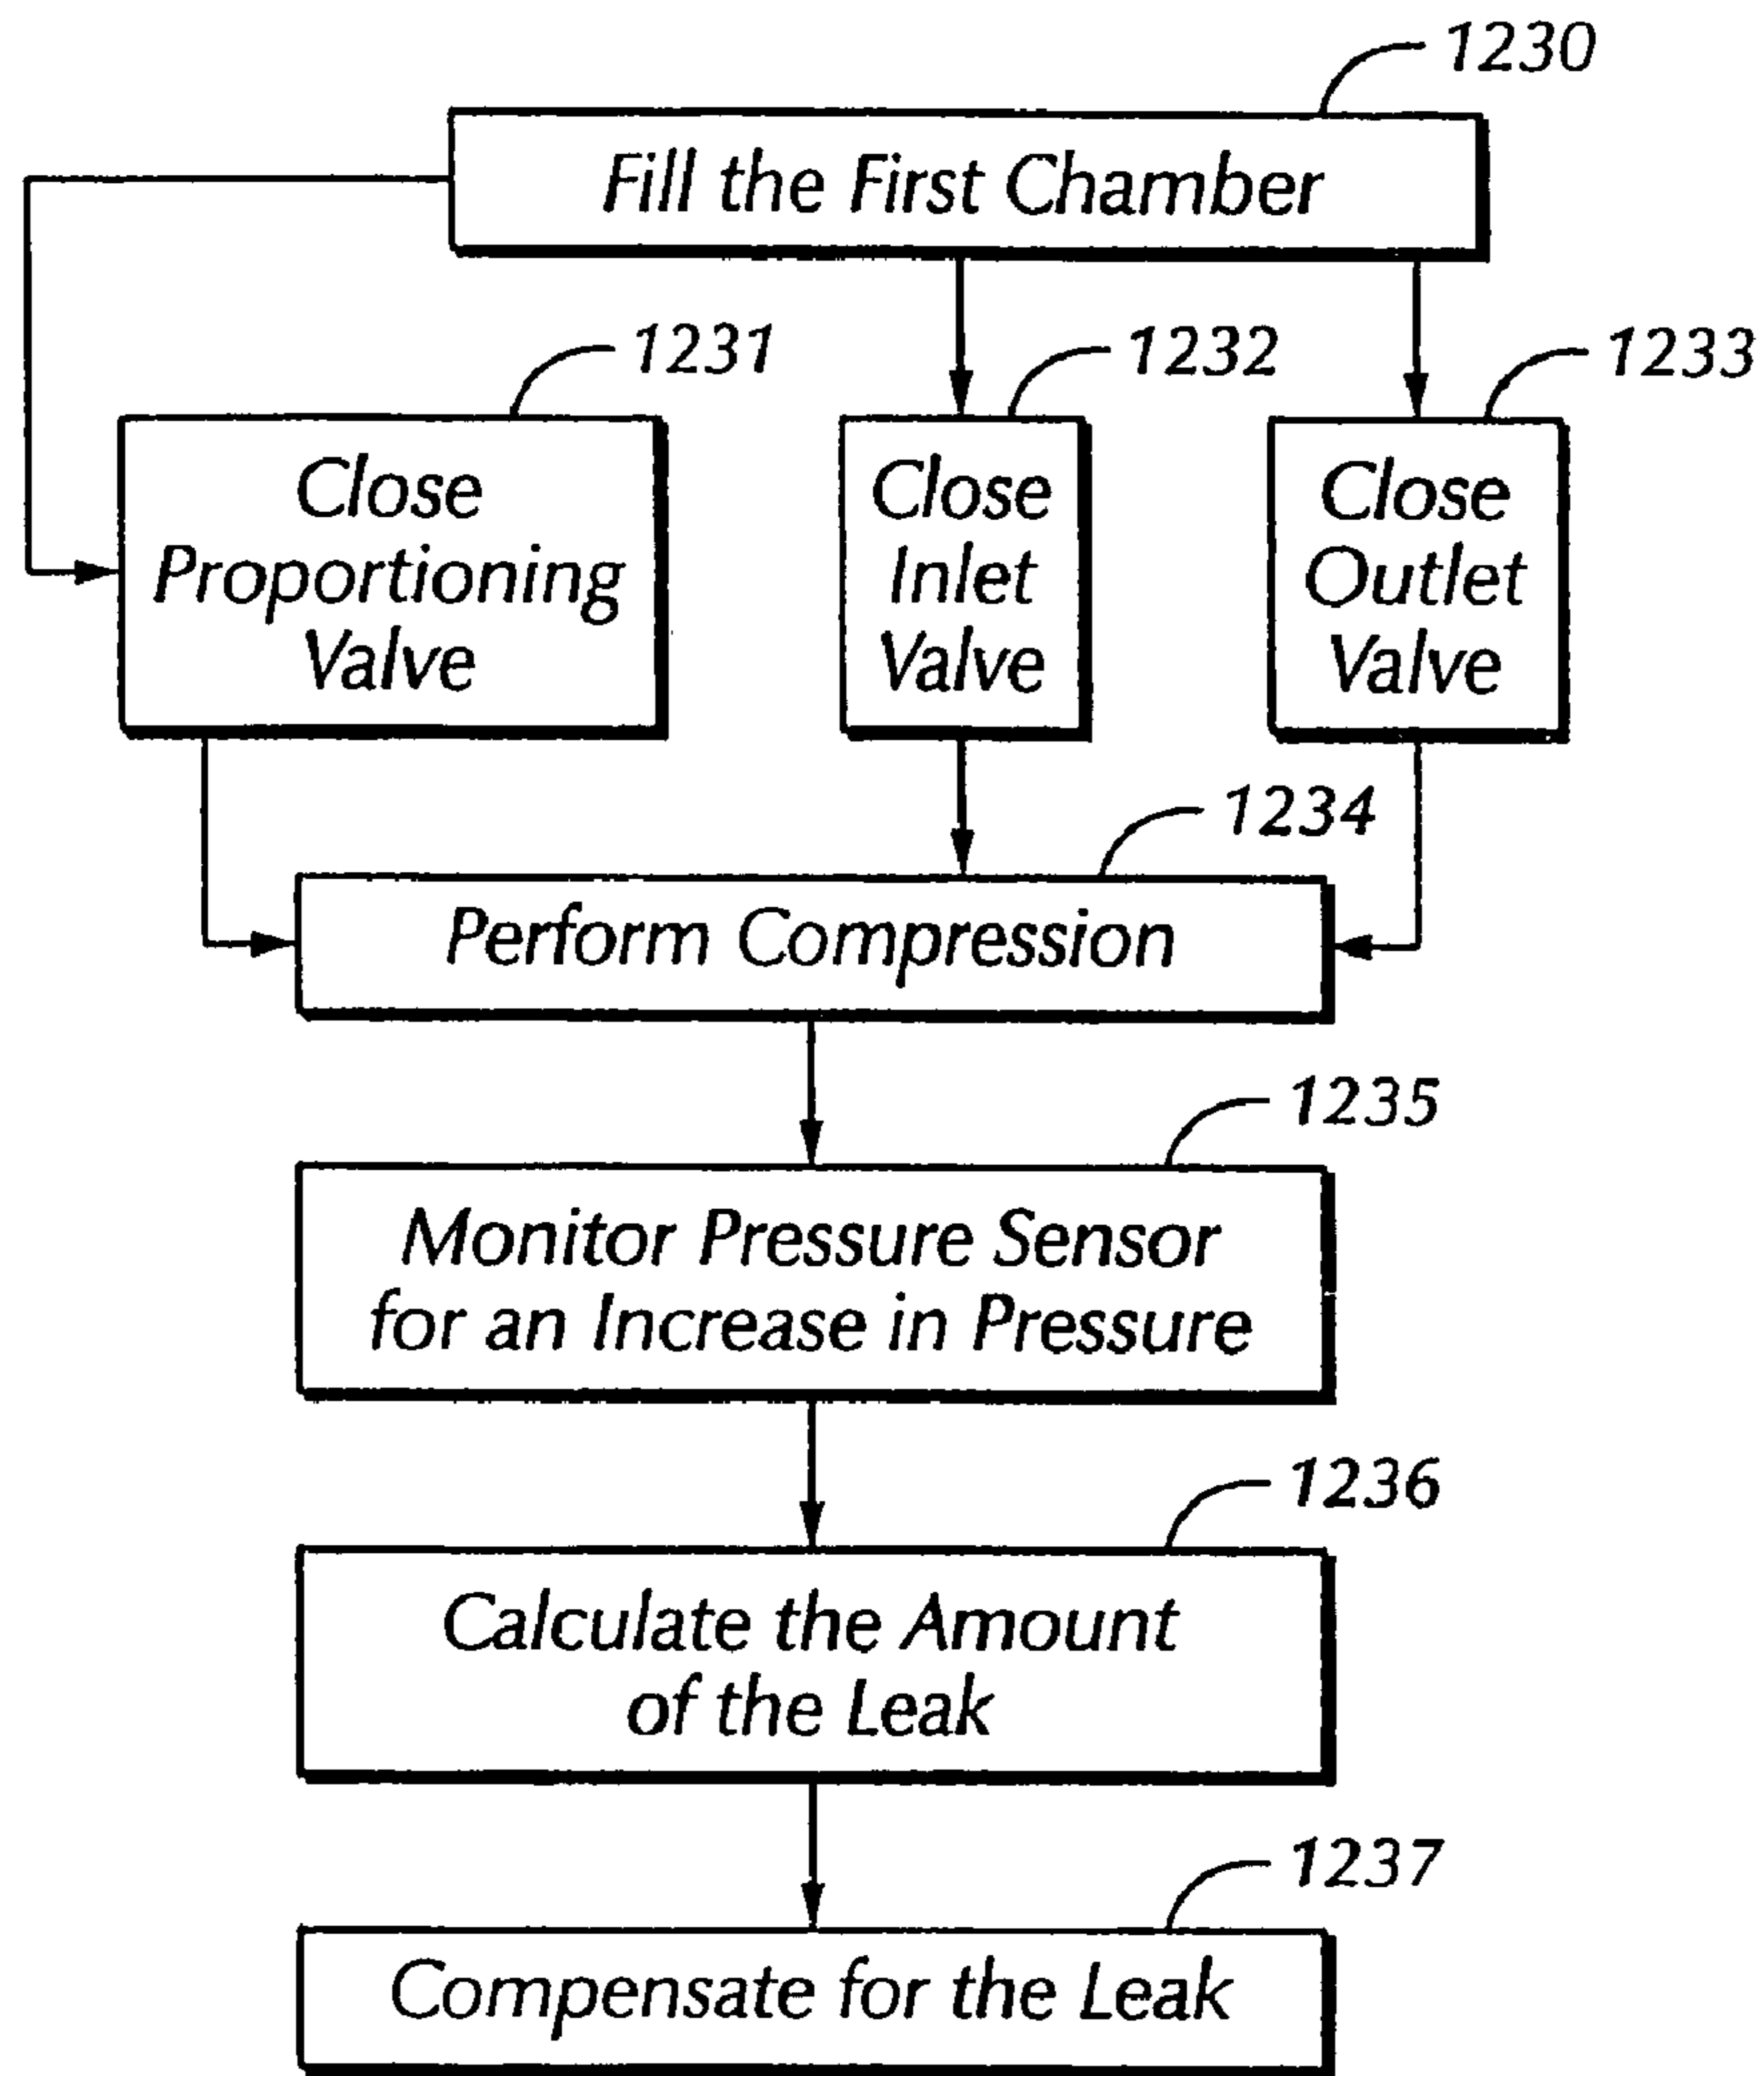 1230
Fill the First Chamber
1231
1232
1233
Close
Proportioning
Valve
Close
Inlet
Valve
Close
Outlet
Valve
1234
Perform Compression
1235
Monitor Pressure Sensor
for an Increase in Pressure
1236
Calculate the Amount
of the Leak
1237
Compensate for the Leak